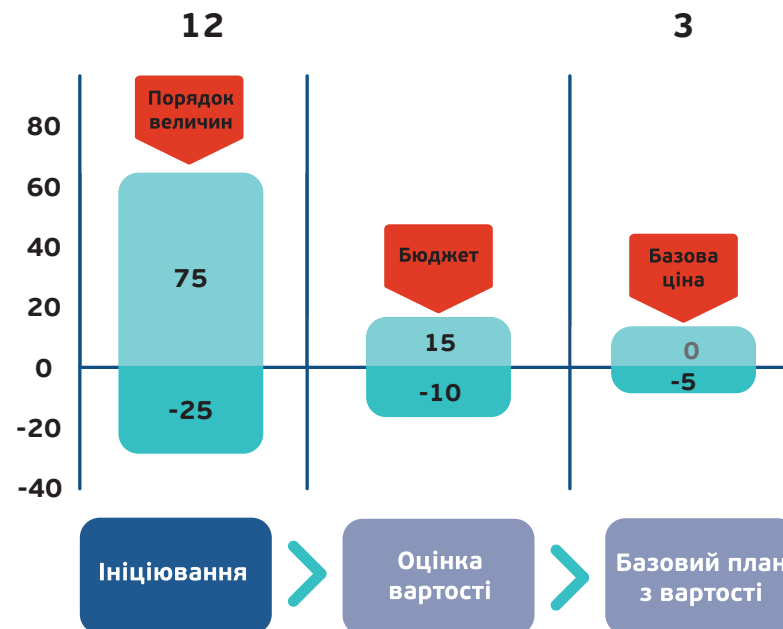 12
3
Порядок
величин
80
60
40
20
0
-20
-40
75
-25
Бюджет
15
-10
Базова
ціна
0
-5
Ініціювання
Оцінка
вартості
Базовий план
з вартості